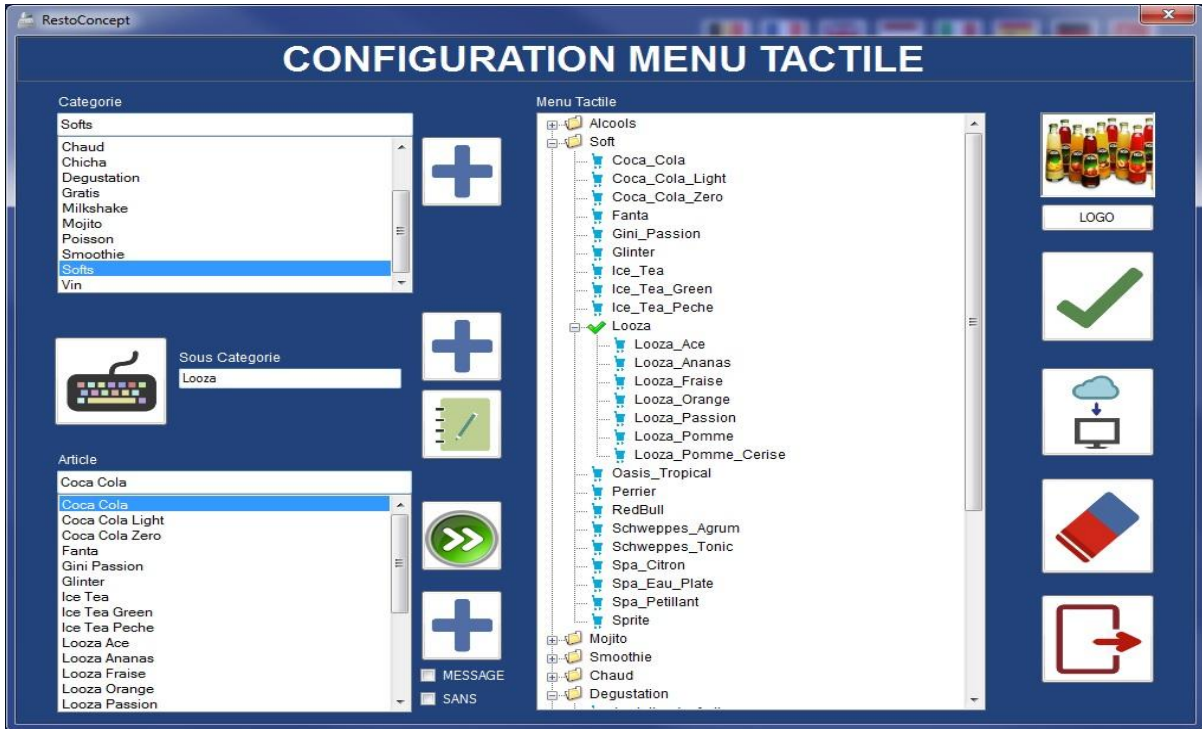 RestoConcept
CONFIGURATION MENU TACTILE
Categorie
Softs
Chaud
Chicha
Degustation
Gratis
Milkshake
Mojito
Poisson
Smoothie
Softs
Vin
Sous Categorie
Looza
Article
Coca Cola
Coca Cola
Coca Cola Light
Coca Cola Zero
Fanta
Gini Passion
Glinter
Ice Tea
Ice Tea Green
Ice Tea Peche
Looza Ace
Looza Ananas
Looza Fraise
Looza Orange
Looza Passion
MESSAGE
SANS
Menu Tactile
Alcools
Soft
Coca_Cola
Coca_Cola_Light
Coca_Cola_Zero
Fanta
Gini_Passion
Glinter
Ice_Tea
Ice_Tea_Green
Ice_Tea_Peche
Looza
Looza_Ace
Looza_Ananas
Looza_Fraise
Looza_Orange
Looza_Passion
Looza_Pomme
Looza_Pomme_Cerise
Oasis_Tropical
Perrier
RedBull
Schweppes_Agrum
Schweppes_Tonic
Spa_Citron
Spa_Eau_Plate
Spa_Petillant
Sprite
Mojito
Smoothie
Chaud
Degustation
LOGO